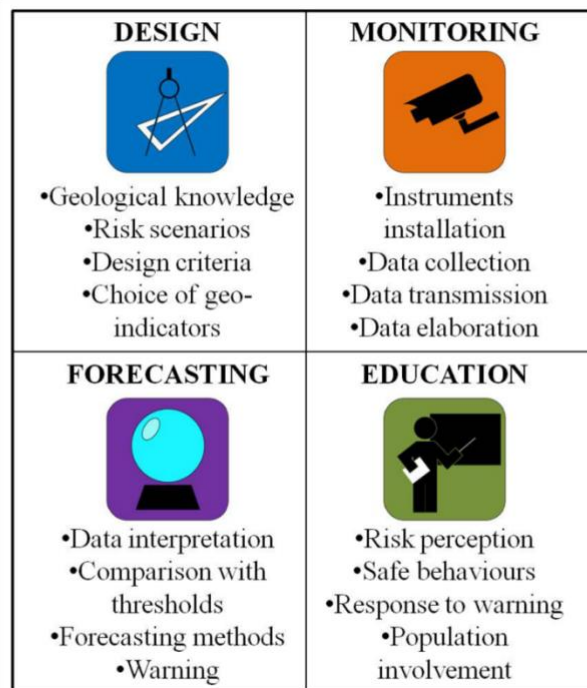 DESIGN
•Geological knowledge
•Risk scenarios
•Design criteria
•Choice of geo-
indicators
MONITORING
•Instruments
installation
•Data collection
•Data transmission
•Data elaboration
FORECASTING
•Data interpretation
•Comparison with
thresholds
•Forecasting methods
•Warning
EDUCATION
•Risk perception
•Safe behaviours
•Response to warning
•Population
involvement